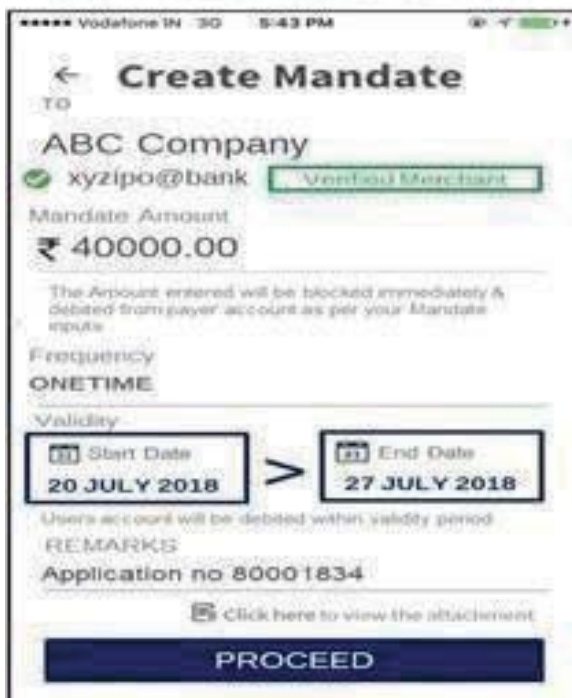 Vodafone IN 3G 5:43 PM
Create Mandate
TO
ABC Company
xyzipo@bank Verified Merchant
Mandate Amount
₹ 40000.00
The Amount entered will be blocked immediately &
debited from payer account as per your Mandate
inputs
Frequency
ONETIME
Validity
31 Start Date > 31 End Date
20 JULY 2018 27 JULY 2018
Users account will be debited within validity period
REMARKS
Application no 80001834
Click here to view the attachment
PROCEED